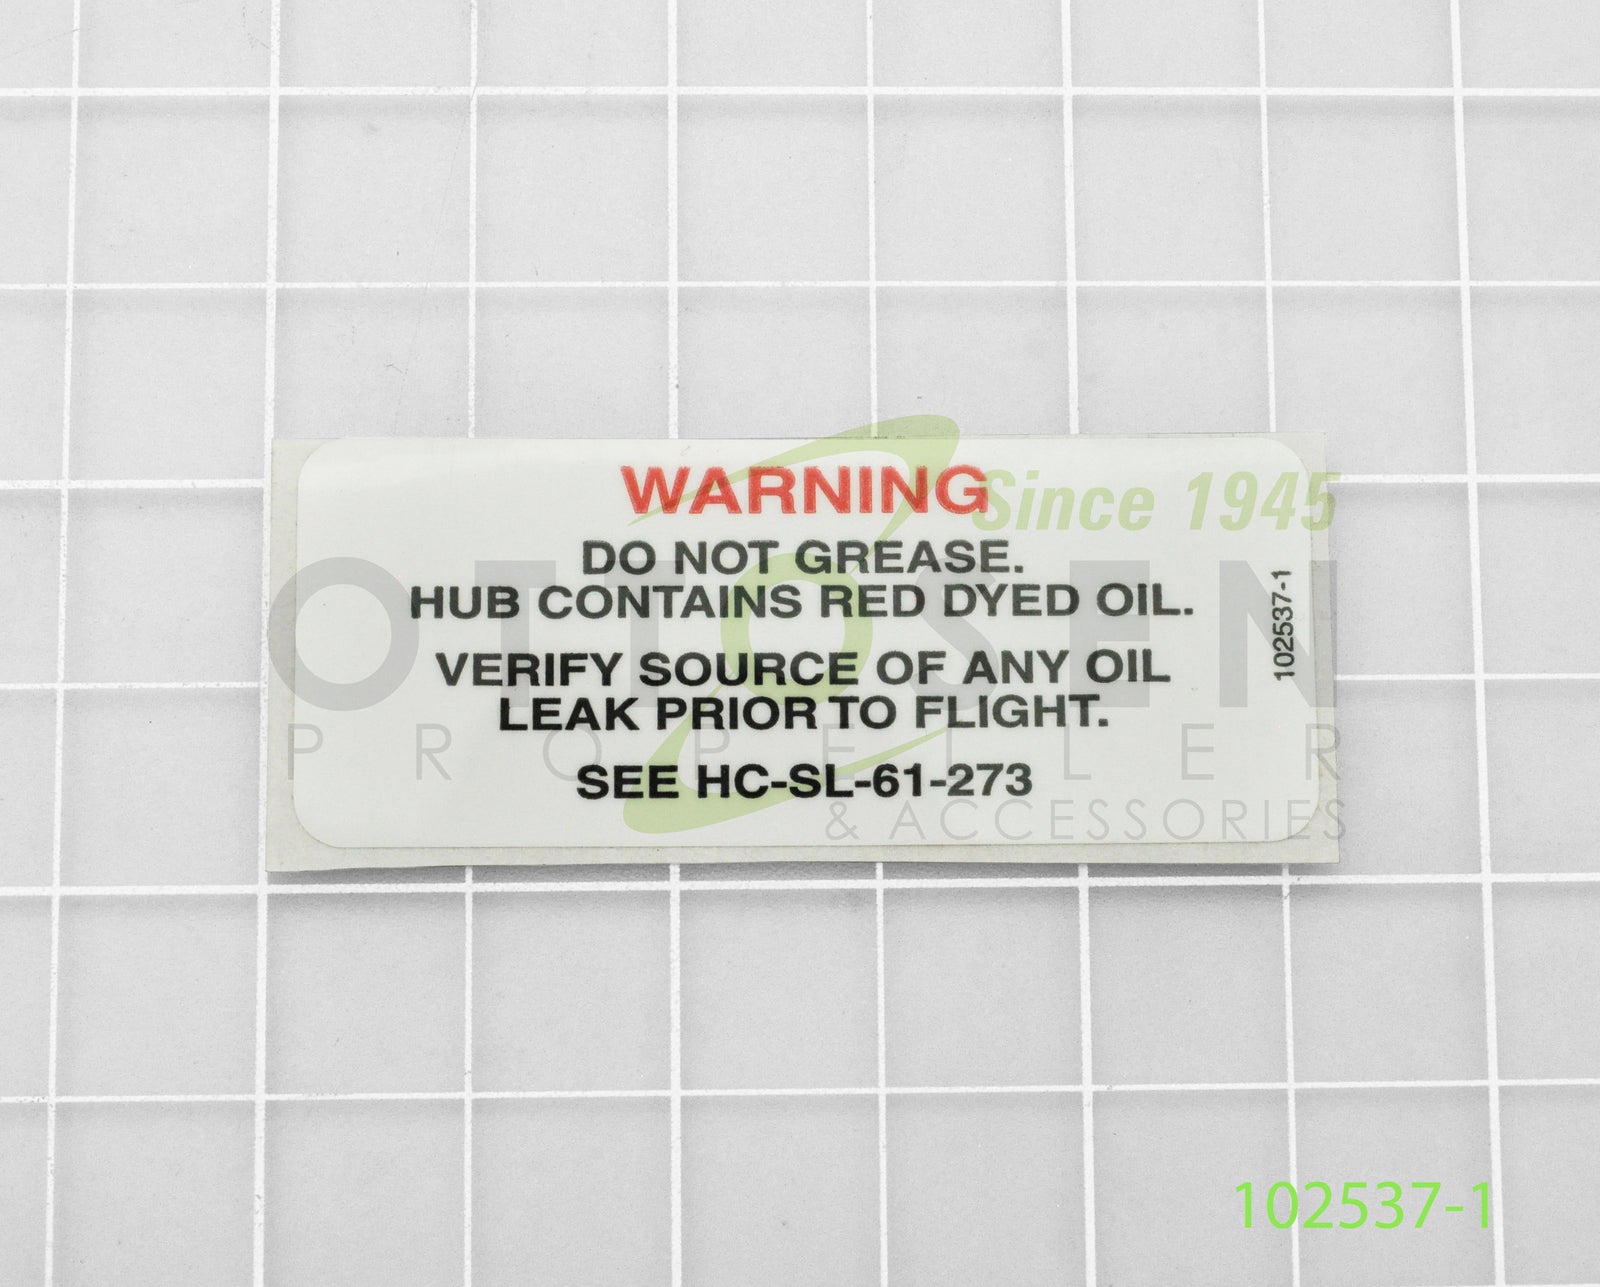 WARNING
Since 1945
DO NOT GREASE.
HUB CONTAINS RED DYED OIL.
102537-1
OTTOSEN
VERIFY SOURCE OF ANY OIL
LEAK PRIOR TO FLIGHT.
PROPELLER
SEE HC-SL-61-273
& ACCESSORIES
102537-1